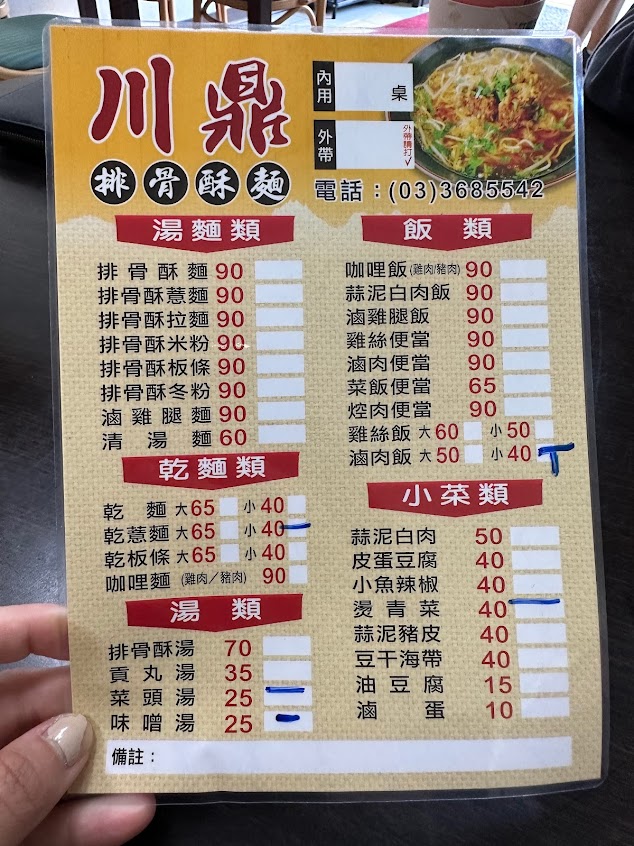 川鼎
排骨酥麵
內用 桌
外帶 外帶請打✓
電話：(03)3685542
湯麵類
排骨酥麵 90
排骨酥薏麵 90
排骨酥拉麵 90
排骨酥米粉 90
排骨酥板條 90
排骨酥冬粉 90
滷雞腿麵 90
清湯麵 60
乾麵類
乾麵 大65 小40
乾薏麵 大65 小40
乾板條 大65 小40
咖哩麵 (雞肉／豬肉) 90
湯類
排骨酥湯 70
貢丸湯 35
菜頭湯 25
味噌湯 25
飯類
咖哩飯(雞肉/豬肉) 90
蒜泥白肉飯 90
滷雞腿飯 90
雞絲便當 90
滷肉便當 90
菜飯便當 65
焢肉便當 90
雞絲飯 大60 小50
滷肉飯 大50 小40 T
小菜類
蒜泥白肉 50
皮蛋豆腐 40
小魚辣椒 40
燙青菜 40
蒜泥豬皮 40
豆干海帶 40
油豆腐 15
滷蛋 10
備註：